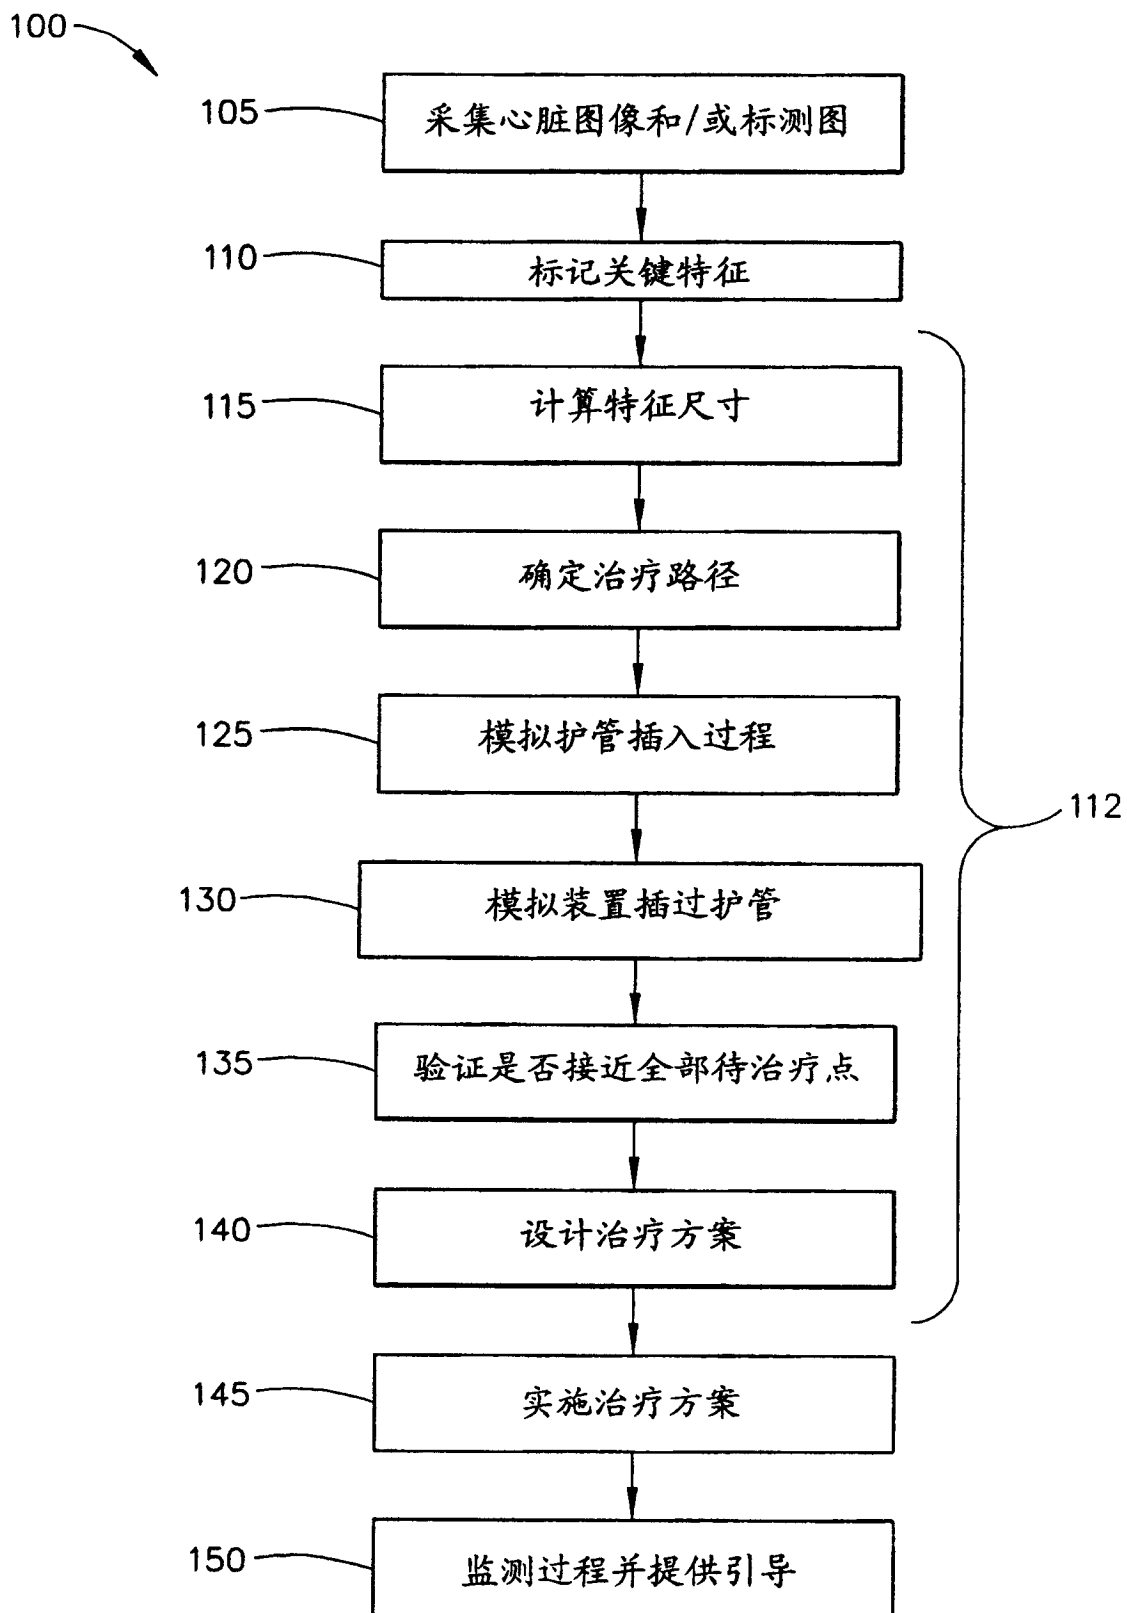 100
105
采集心脏图像和/或标测图
110
标记关键特征
115
计算特征尺寸
120
确定治疗路径
125
模拟护管插入过程
112
130
模拟装置插过护管
135
验证是否接近全部待治疗点
140
设计治疗方案
145
实施治疗方案
150
监测过程并提供引导